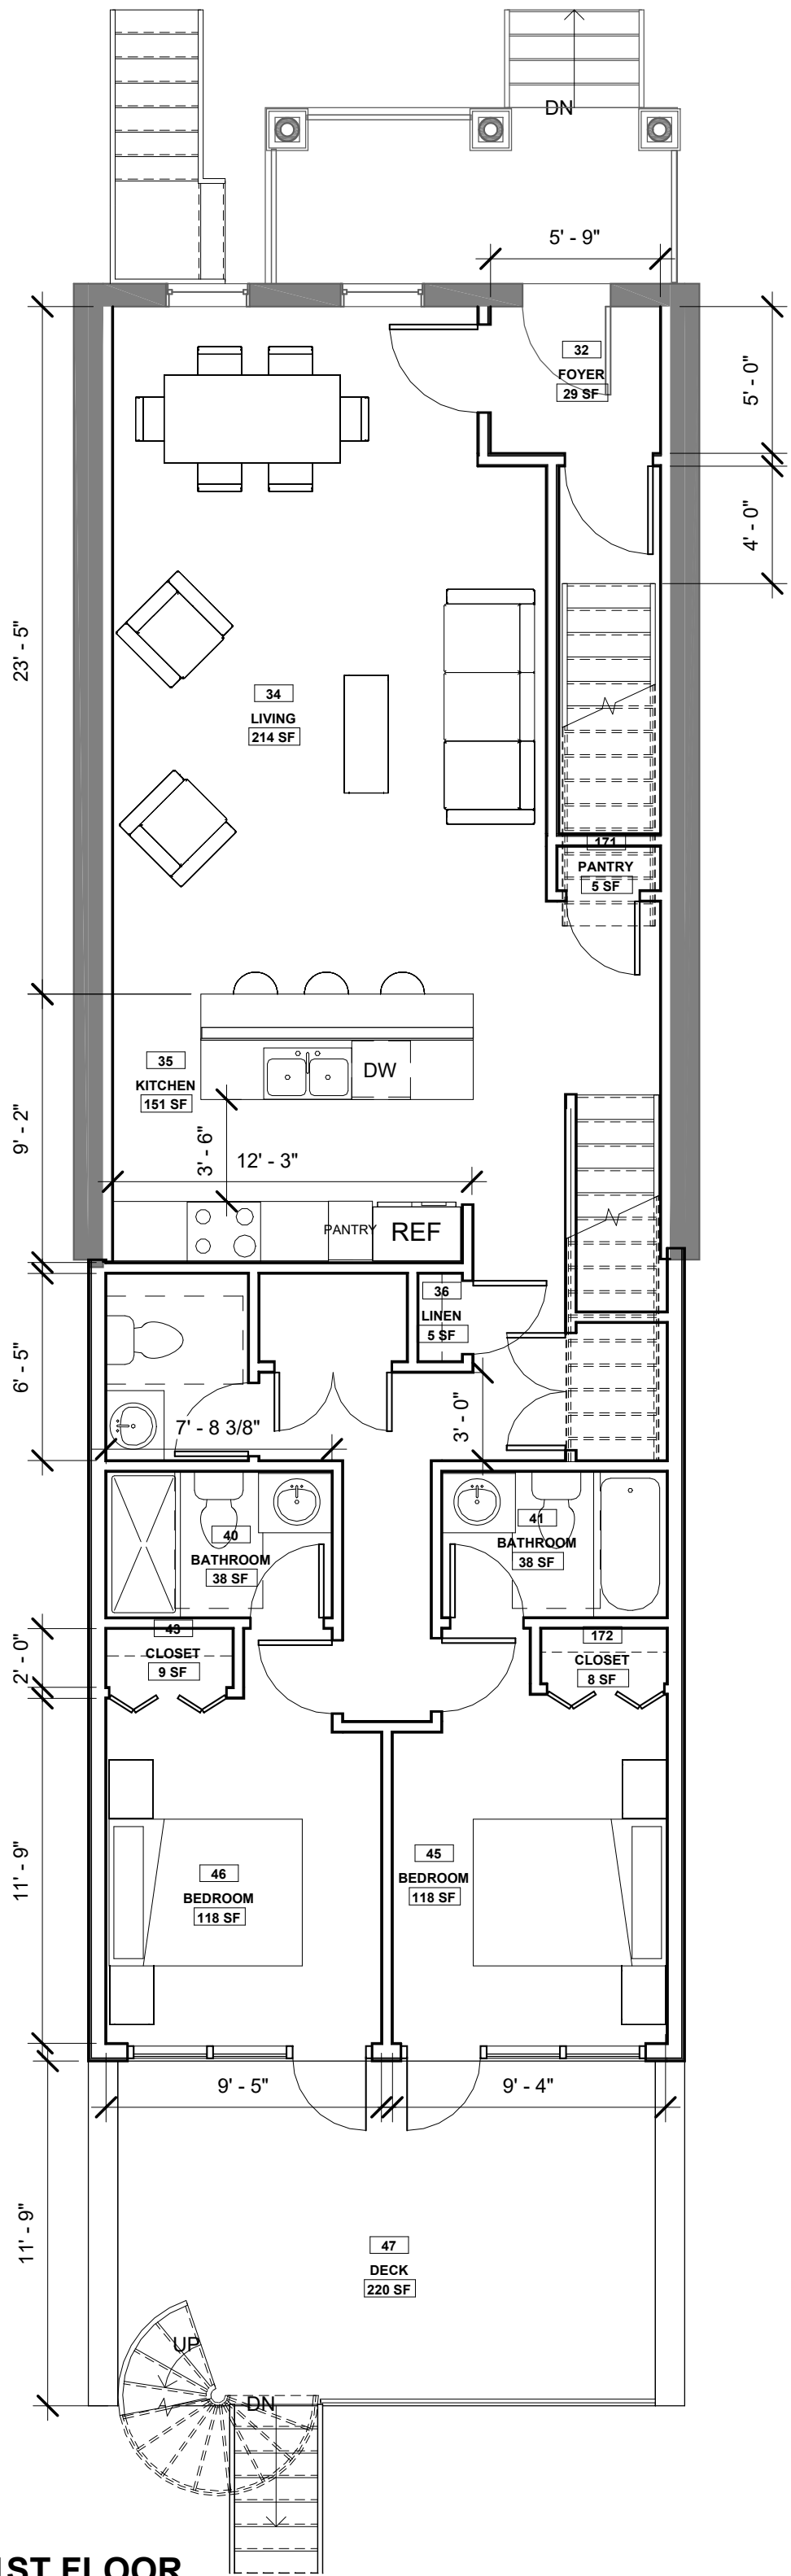 DN
5' - 9"
32
FOYER
29 SF
5' - 0"
4' - 0"
23' - 5"
34
LIVING
214 SF
171
PANTRY
5 SF
35
KITCHEN
151 SF
DW
9' - 2"
3' - 6"
12' - 3"
PANTRY
REF
36
LINEN
5 SF
6' - 5"
7' - 8 3/8"
3' - 0"
40
BATHROOM
38 SF
41
BATHROOM
38 SF
43
CLOSET
9 SF
172
CLOSET
8 SF
2' - 0"
11' - 9"
46
BEDROOM
118 SF
45
BEDROOM
118 SF
9' - 5"
9' - 4"
11' - 9"
47
DECK
220 SF
UP
DN
1ST FLOOR